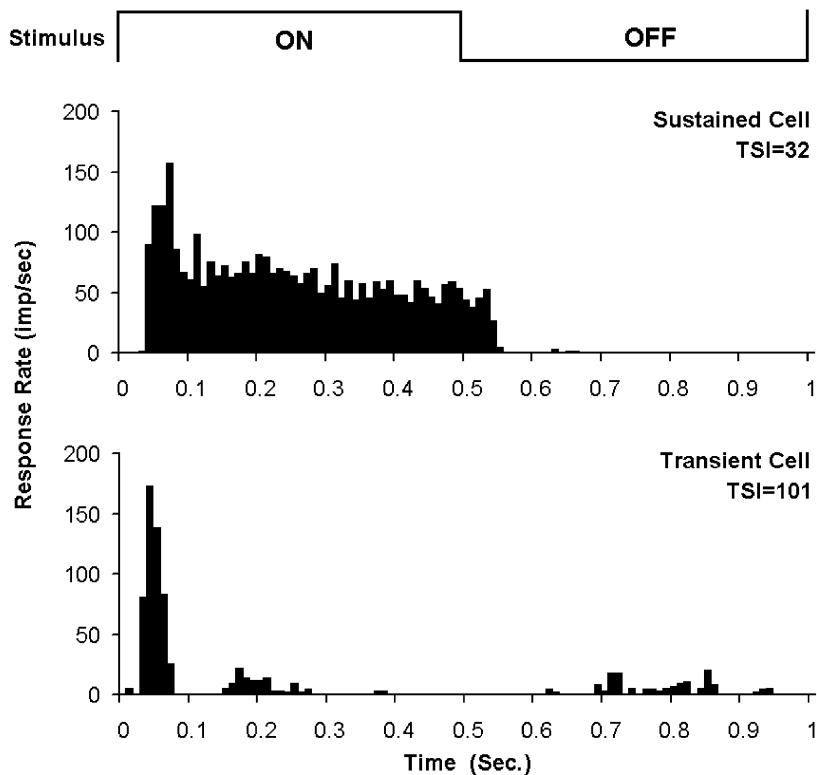 Stimulus ON OFF
Sustained Cell
TSI=32
200
150
100
50
0
0 0.1 0.2 0.3 0.4 0.5 0.6 0.7 0.8 0.9 1
Response Rate (imp/sec)
Transient Cell
TSI=101
200
150
100
50
0
0 0.1 0.2 0.3 0.4 0.5 0.6 0.7 0.8 0.9 1
Time (Sec.)